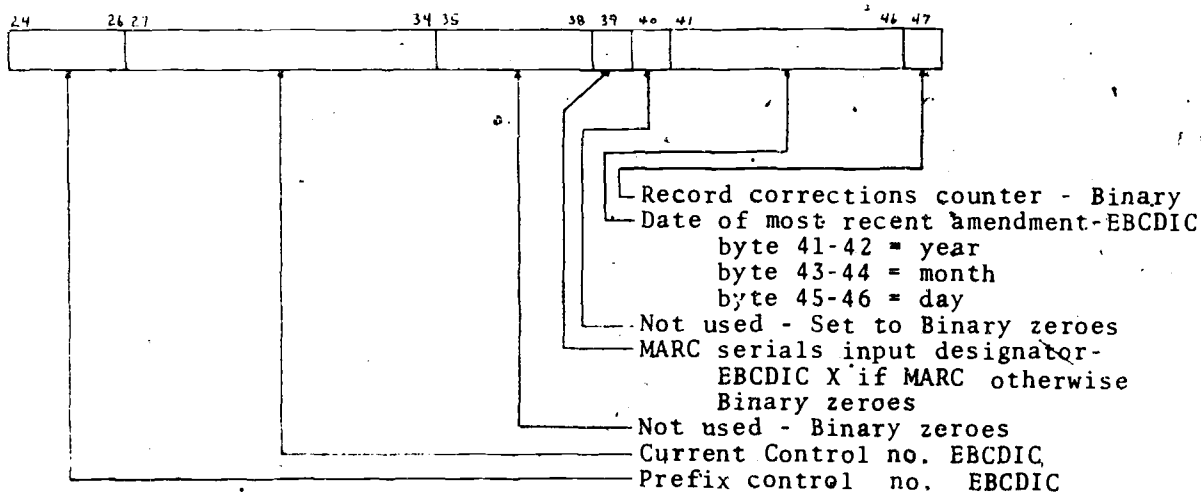 24 26 27 34 35 38 39 40 41 46 47
Record corrections counter - Binary
Date of most recent amendment-EBCDIC
byte 41-42 = year
byte 43-44 = month
byte 45-46 = day
Not used - Set to Binary zeroes
MARC serials input designator-
EBCDIC X if MARC otherwise
Binary zeroes
Not used - Binary zeroes
Current Control no. EBCDIC
Prefix control no. EBCDIC